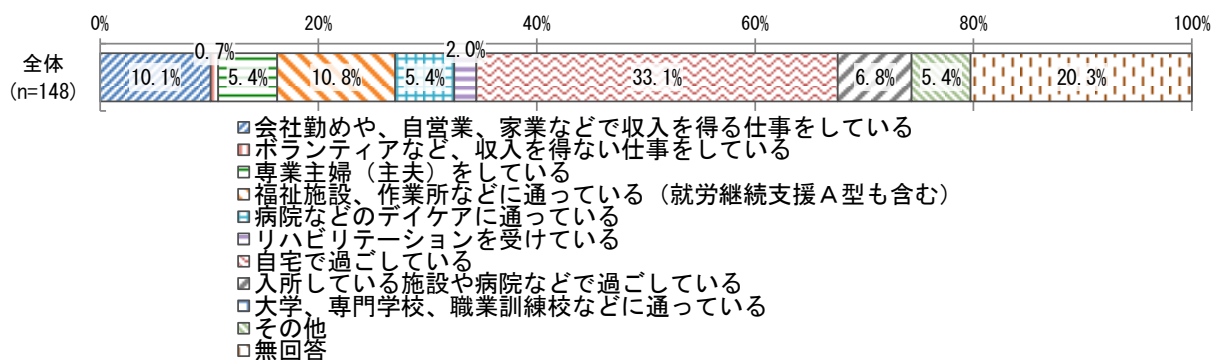 0% 20% 40% 60% 80% 100%
0.7% 2.0%
全体
(n=148)
10.1% 5.4% 10.8% 5.4% 33.1% 6.8% 5.4% 20.3%
会社勤めや、自営業、家業などで収入を得る仕事をしている
ボランティアなど、収入を得ない仕事をしている
専業主婦（主夫）をしている
福祉施設、作業所などに通っている（就労継続支援Ａ型も含む）
病院などのデイケアに通っている
リハビリテーションを受けている
自宅で過ごしている
入所している施設や病院などで過ごしている
大学、専門学校、職業訓練校などに通っている
その他
無回答